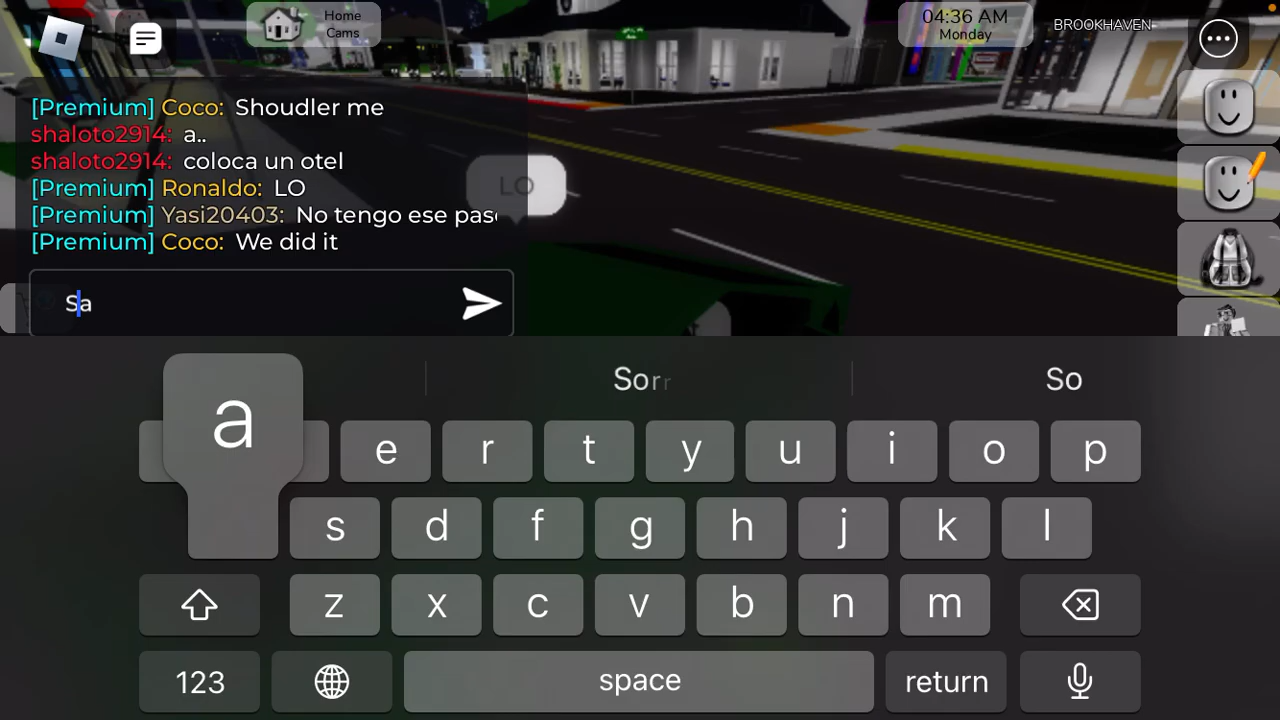 Home
Cams
04:36 AM
Monday
BROOKHAVEN
[Premium] Coco: Shoudler me
shaloto2914: a..
shaloto2914: coloca un otel
[Premium] Ronaldo: LO
LO
[Premium] Yasi20403: No tengo ese pas
[Premium] Coco: We did it
Sa
Sorr
So
a
e r t y u i o p
s d f g h j k l
z x c v b n m
123
space
return